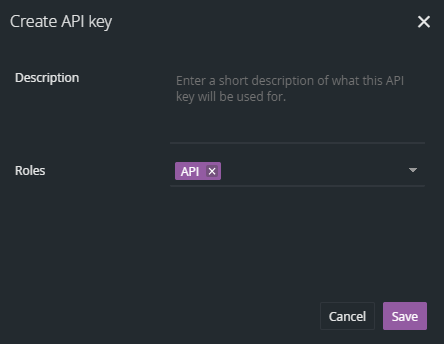 Create API key
Description
Enter a short description of what this API
key will be used for.
Roles
API
Cancel
Save